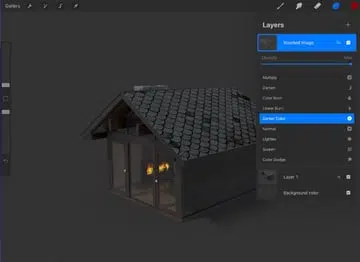 Gallery
Layers
Inserted Image
Opacity
Multiply
Darken
Color Burn
Linear Burn
Darker Color
Normal
Lighten
Screen
Color Dodge
Layer 1
Background color